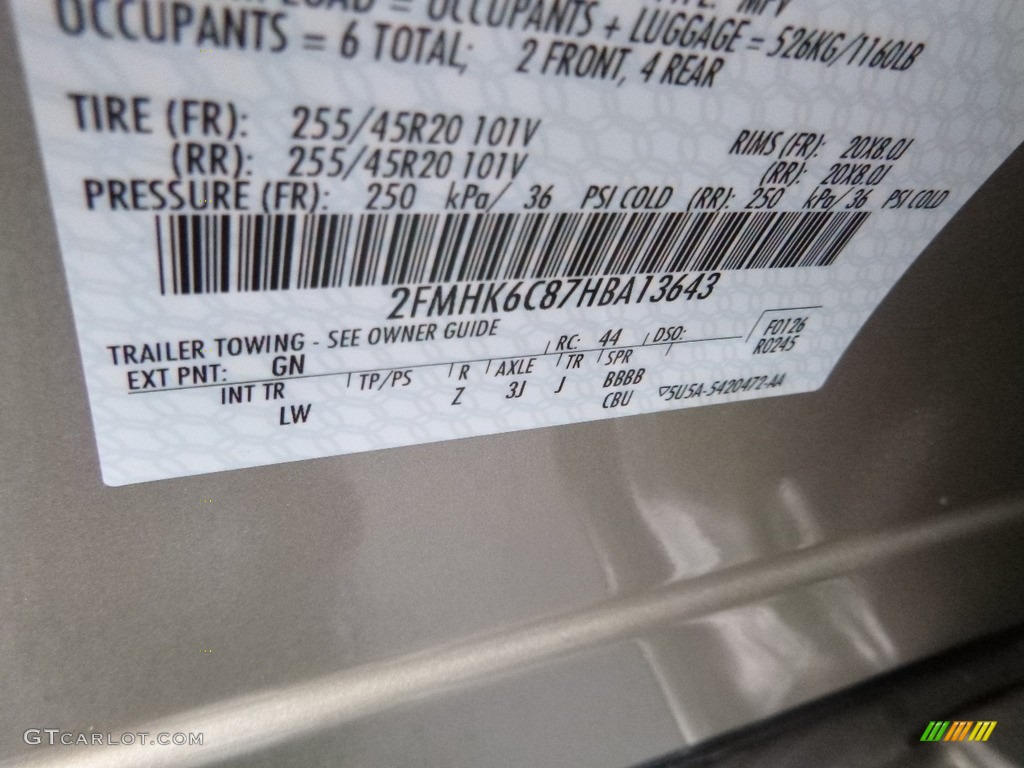 LOAD = OCCUPANTS + LUGGAGE = 526KG/1160LB
OCCUPANTS = 6 TOTAL; 2 FRONT, 4 REAR
TIRE (FR): 255/45R20 101V RIMS (FR): 20X8.0J
(RR): 255/45R20 101V (RR): 20X8.0J
PRESSURE (FR): 250 kPa/ 36 PSI COLD (RR): 250 kPa/ 36 PSI COLD
2FMHK6C87HBA13643
TRAILER TOWING - SEE OWNER GUIDE
EXT PNT: GN RC: 44 DSO: F0126
R0245
INT TR TP/PS R AXLE TR SPR
LW Z 3J J BBBB
CBU ▽5U5A-5420472-AA
GTCARLOT.COM